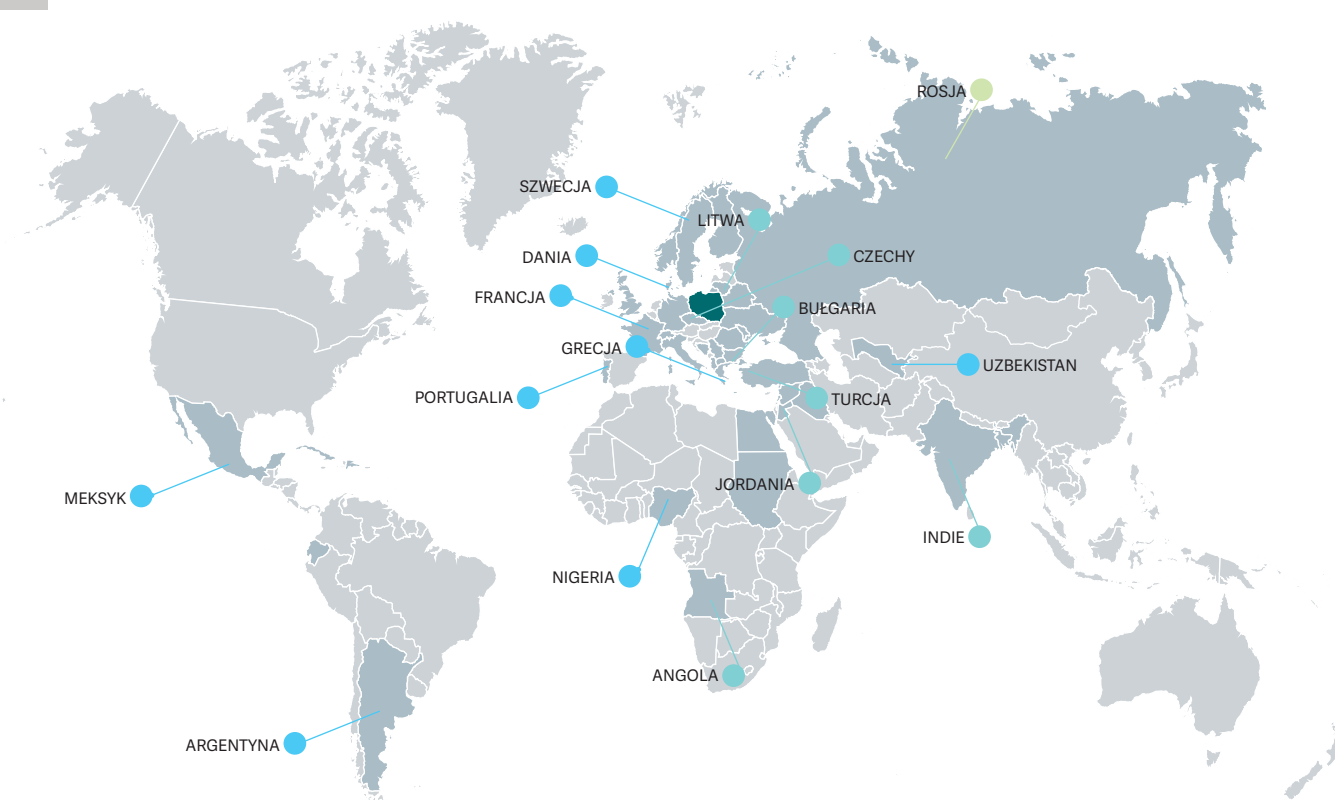 ROSJA
SZWECJA
LITWA
DANIA
CZECHY
FRANCJA
BUŁGARIA
GRECJA
UZBEKISTAN
PORTUGALIA
TURCJA
JORDANIA
MEKSYK
INDIE
NIGERIA
ANGOLA
ARGENTYNA